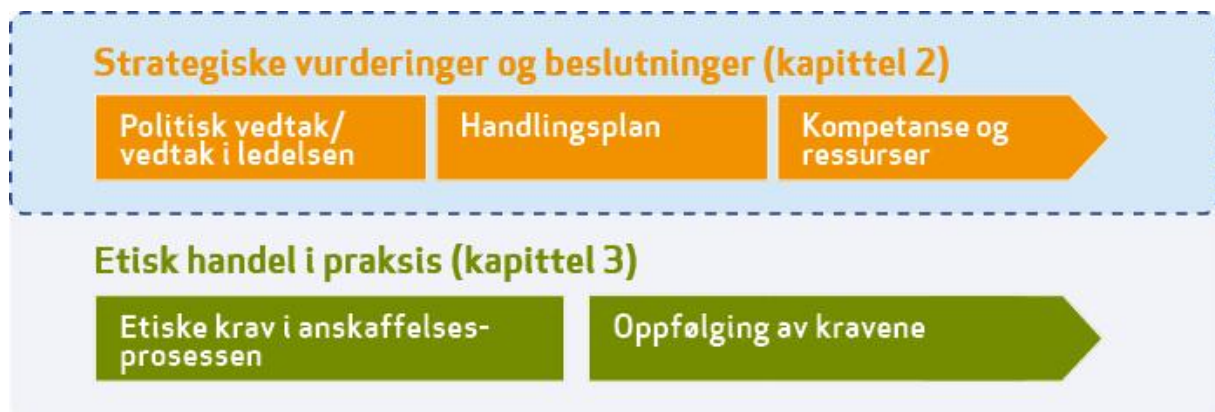 Strategiske vurderinger og beslutninger (kapittel 2)
Politisk vedtak/
vedtak i ledelsen
Handlingsplan
Kompetanse og
ressurser
Etisk handel i praksis (kapittel 3)
Etiske krav i anskaffelses-
prosessen
Oppfølging av kravene